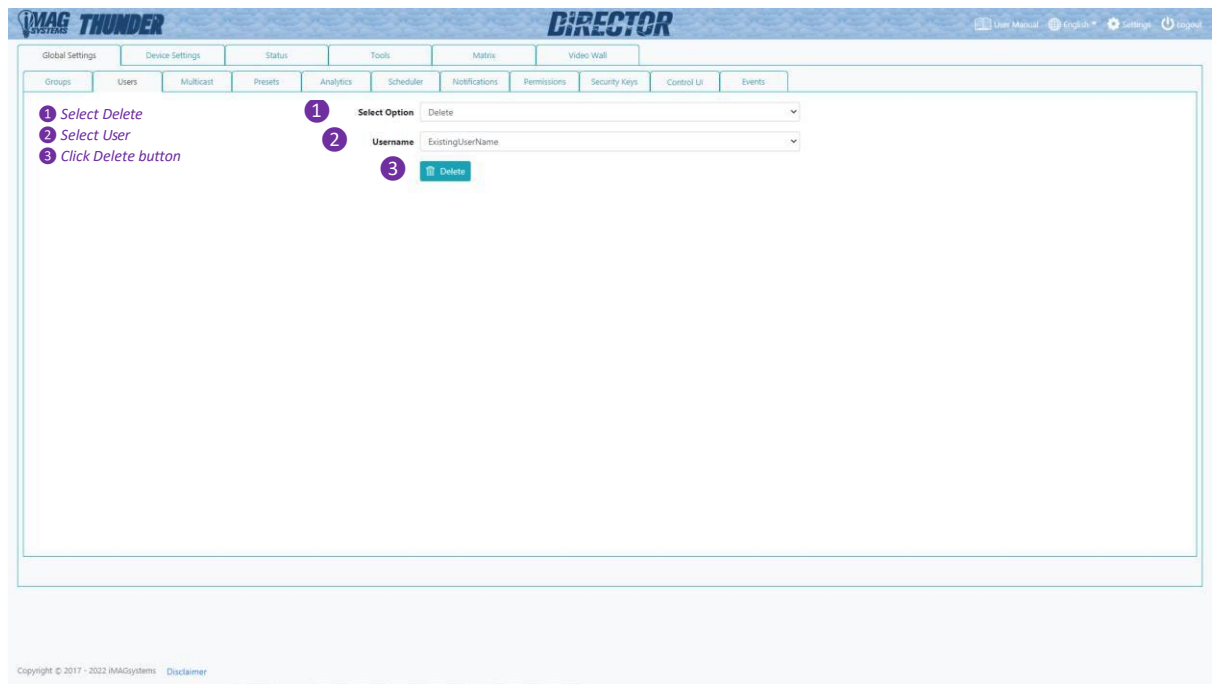 iMAG SYSTEMS THUNDER DiRECTOR User Manual English Settings Logout
Global Settings Device Settings Status Tools Matrix Video Wall
Groups Users Multicast Presets Analytics Scheduler Notifications Permissions Security Keys Control UI Events
1 Select Delete
2 Select User
3 Click Delete button
1 Select Option Delete
2 Username ExistingUserName
3 Delete
Copyright © 2017 - 2022 iMAGsystems Disclaimer